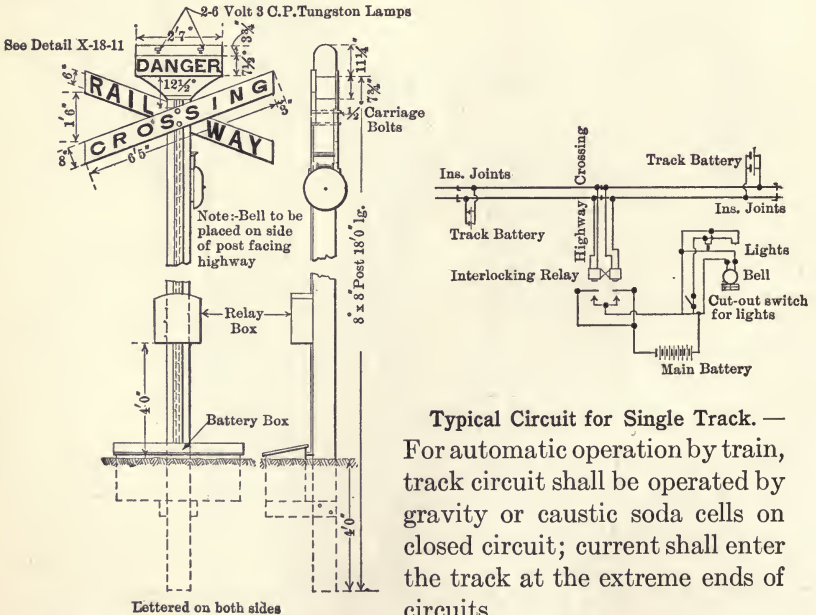 2-6 Volt 3 C.P.Tungston Lamps
See Detail X-18-11
2'7"
3¾"
7½"
DANGER
12½"
6"
1'6"
8"
RAIL
WAY
CROSSING
6'5"
8"
11¼"
7¾"
½" Carriage
Bolts
Note:-Bell to be
placed on side
of post facing
highway
8"x 8" Post 18'0" lg.
Relay
Box
4'0"
Battery Box
4'0"
Lettered on both sides
Ins. Joints
Crossing
Highway
Track Battery
Ins. Joints
Track Battery
Interlocking Relay
Lights
Bell
Cut-out switch
for lights
Main Battery
Typical Circuit for Single Track. —
For automatic operation by train,
track circuit shall be operated by
gravity or caustic soda cells on
closed circuit; current shall enter
the track at the extreme ends of
circuits